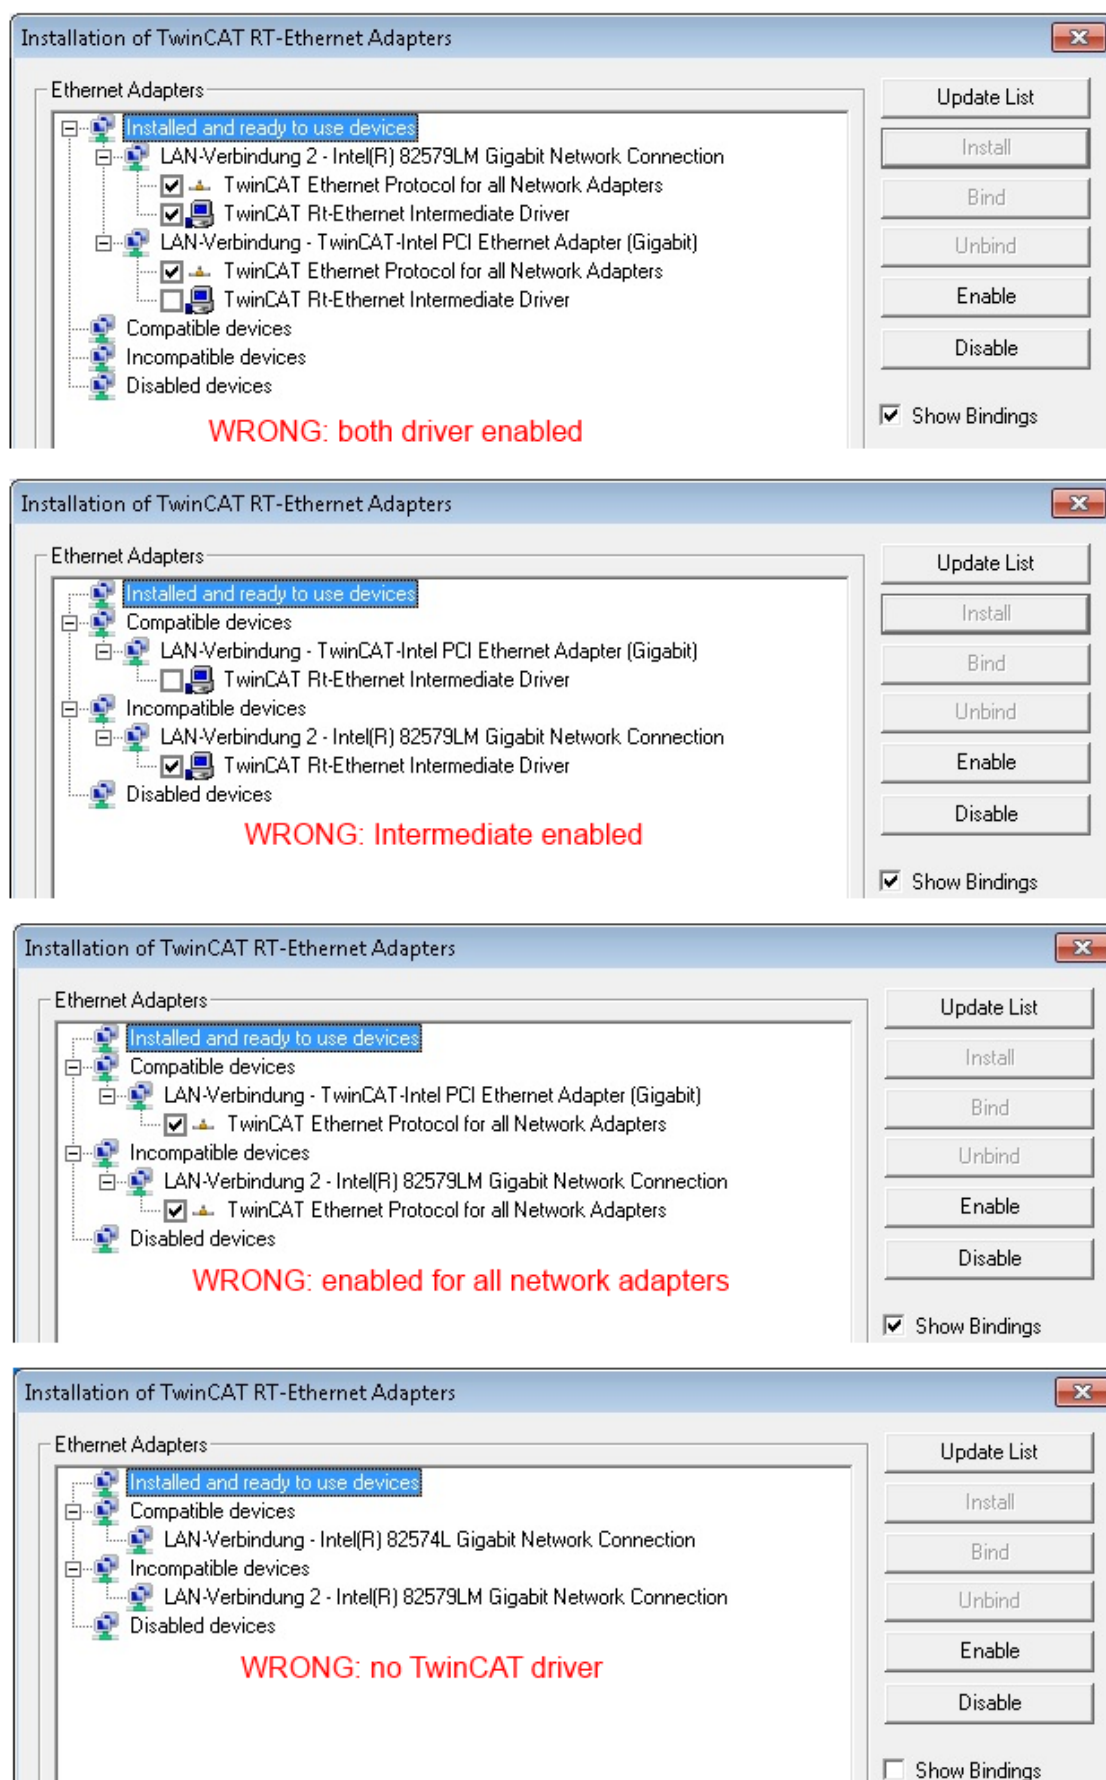 Installation of TwinCAT RT-Ethernet Adapters
Ethernet Adapters
Installed and ready to use devices
LAN-Verbindung 2 - Intel(R) 82579LM Gigabit Network Connection
TwinCAT Ethernet Protocol for all Network Adapters
TwinCAT Rt-Ethernet Intermediate Driver
LAN-Verbindung - TwinCAT-Intel PCI Ethernet Adapter (Gigabit)
TwinCAT Ethernet Protocol for all Network Adapters
TwinCAT Rt-Ethernet Intermediate Driver
Compatible devices
Incompatible devices
Disabled devices
WRONG: both driver enabled
Update List
Install
Bind
Unbind
Enable
Disable
Show Bindings
Installation of TwinCAT RT-Ethernet Adapters
Ethernet Adapters
Installed and ready to use devices
Compatible devices
LAN-Verbindung - TwinCAT-Intel PCI Ethernet Adapter (Gigabit)
TwinCAT Rt-Ethernet Intermediate Driver
Incompatible devices
LAN-Verbindung 2 - Intel(R) 82579LM Gigabit Network Connection
TwinCAT Rt-Ethernet Intermediate Driver
Disabled devices
WRONG: Intermediate enabled
Update List
Install
Bind
Unbind
Enable
Disable
Show Bindings
Installation of TwinCAT RT-Ethernet Adapters
Ethernet Adapters
Installed and ready to use devices
Compatible devices
LAN-Verbindung - TwinCAT-Intel PCI Ethernet Adapter (Gigabit)
TwinCAT Ethernet Protocol for all Network Adapters
Incompatible devices
LAN-Verbindung 2 - Intel(R) 82579LM Gigabit Network Connection
TwinCAT Ethernet Protocol for all Network Adapters
Disabled devices
WRONG: enabled for all network adapters
Update List
Install
Bind
Unbind
Enable
Disable
Show Bindings
Installation of TwinCAT RT-Ethernet Adapters
Ethernet Adapters
Installed and ready to use devices
Compatible devices
LAN-Verbindung - Intel(R) 82574L Gigabit Network Connection
Incompatible devices
LAN-Verbindung 2 - Intel(R) 82579LM Gigabit Network Connection
Disabled devices
WRONG: no TwinCAT driver
Update List
Install
Bind
Unbind
Enable
Disable
Show Bindings